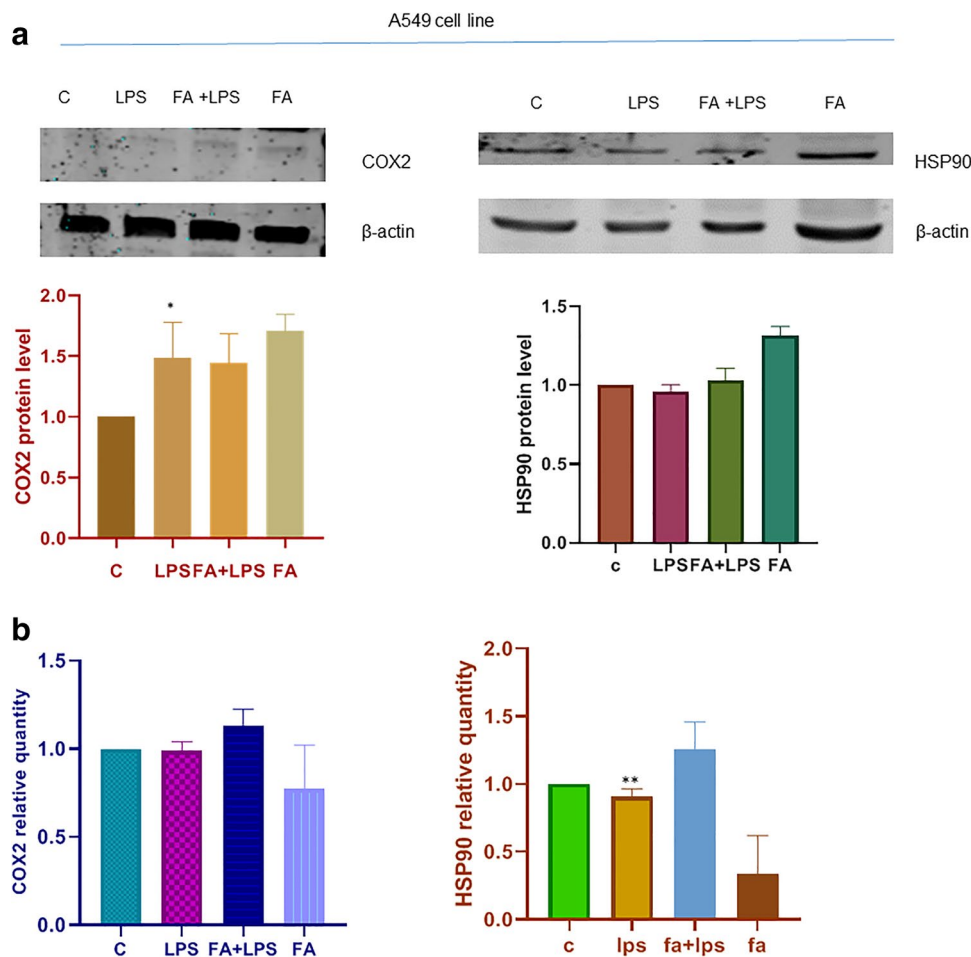 a
A549 cell line
C LPS FA +LPS FA
COX2
β-actin
C LPS FA +LPS FA
HSP90
β-actin
COX2 protein level
2.0
1.5
1.0
0.5
0.0
*
C LPS FA+LPS FA
HSP90 protein level
1.5
1.0
0.5
0.0
c LPS FA+LPS FA
b
COX2 relative quantity
1.5
1.0
0.5
0.0
C LPS FA+LPS FA
HSP90 relative quantity
2.0
1.5
1.0
0.5
0.0
**
c lps fa+lps fa